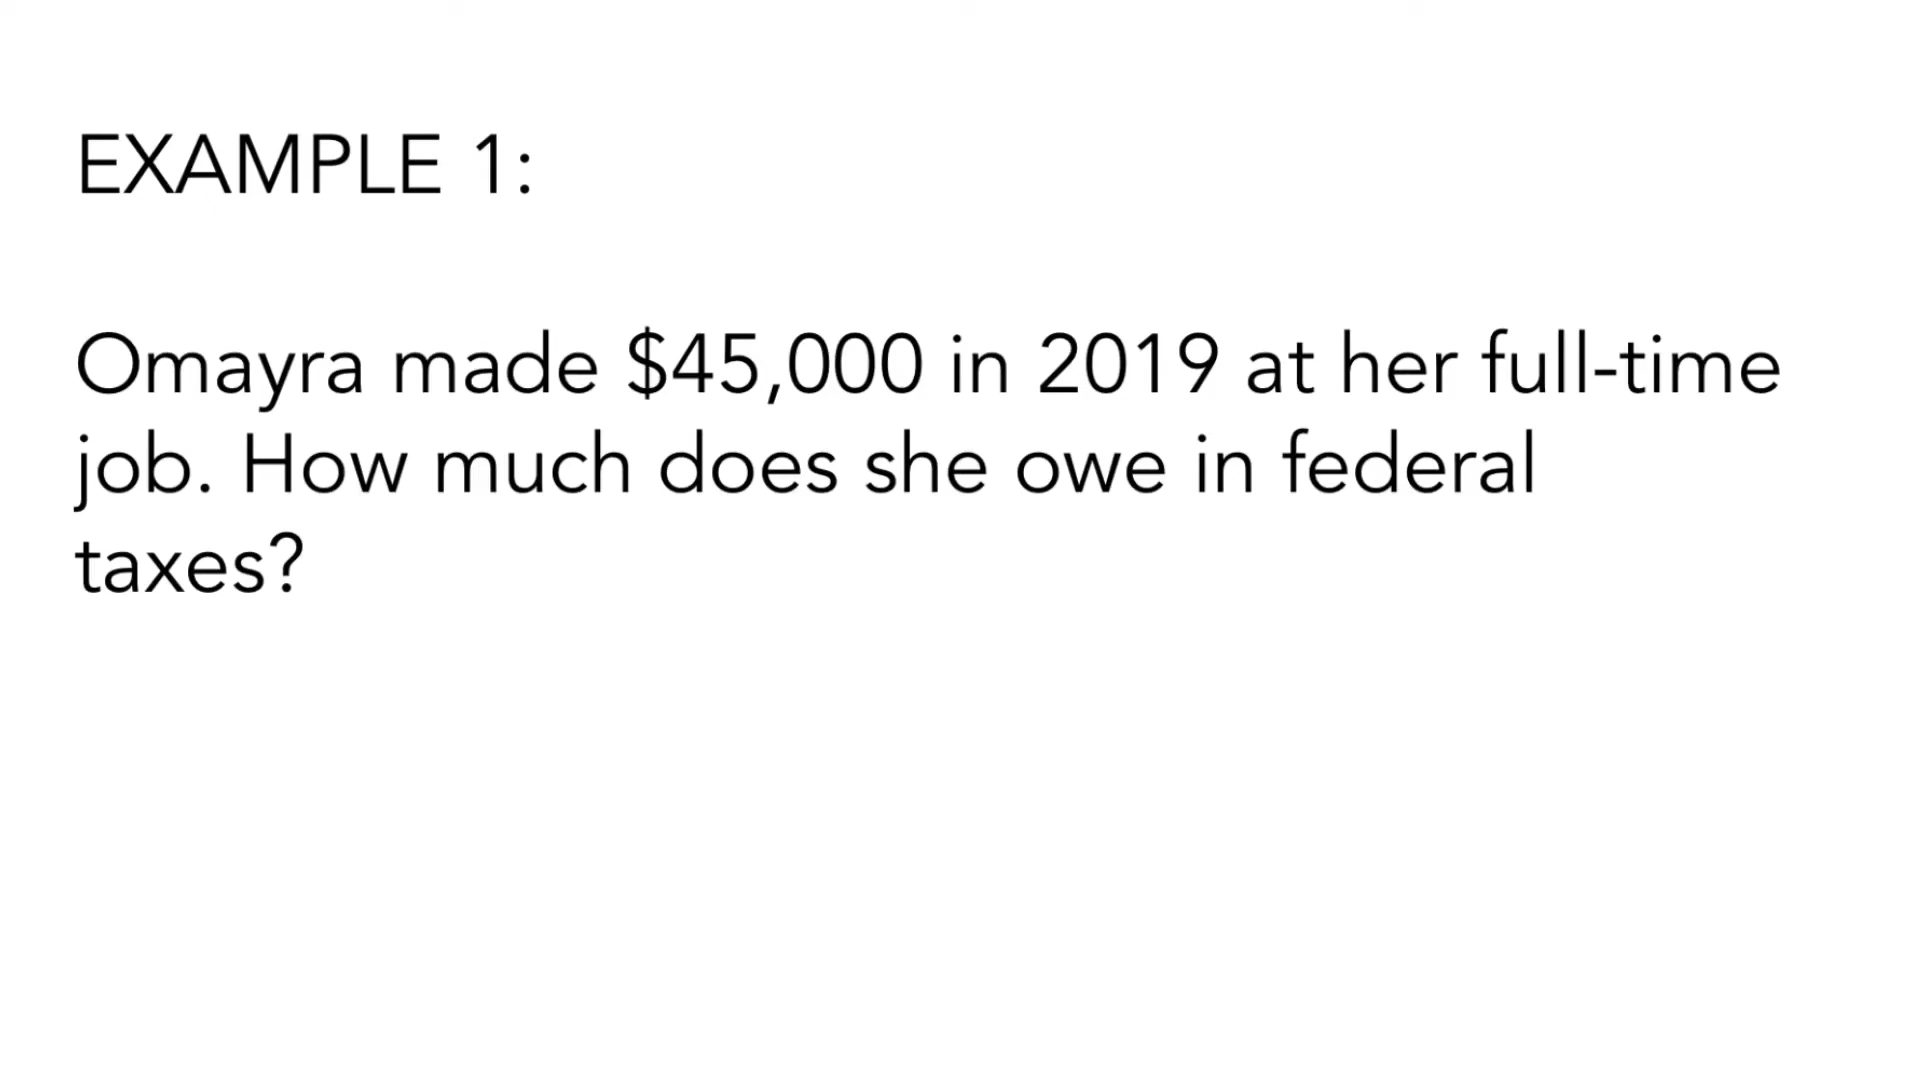 EXAMPLE 1:
Omayra made $45,000 in 2019 at her full-time
job. How much does she owe in federal
taxes?